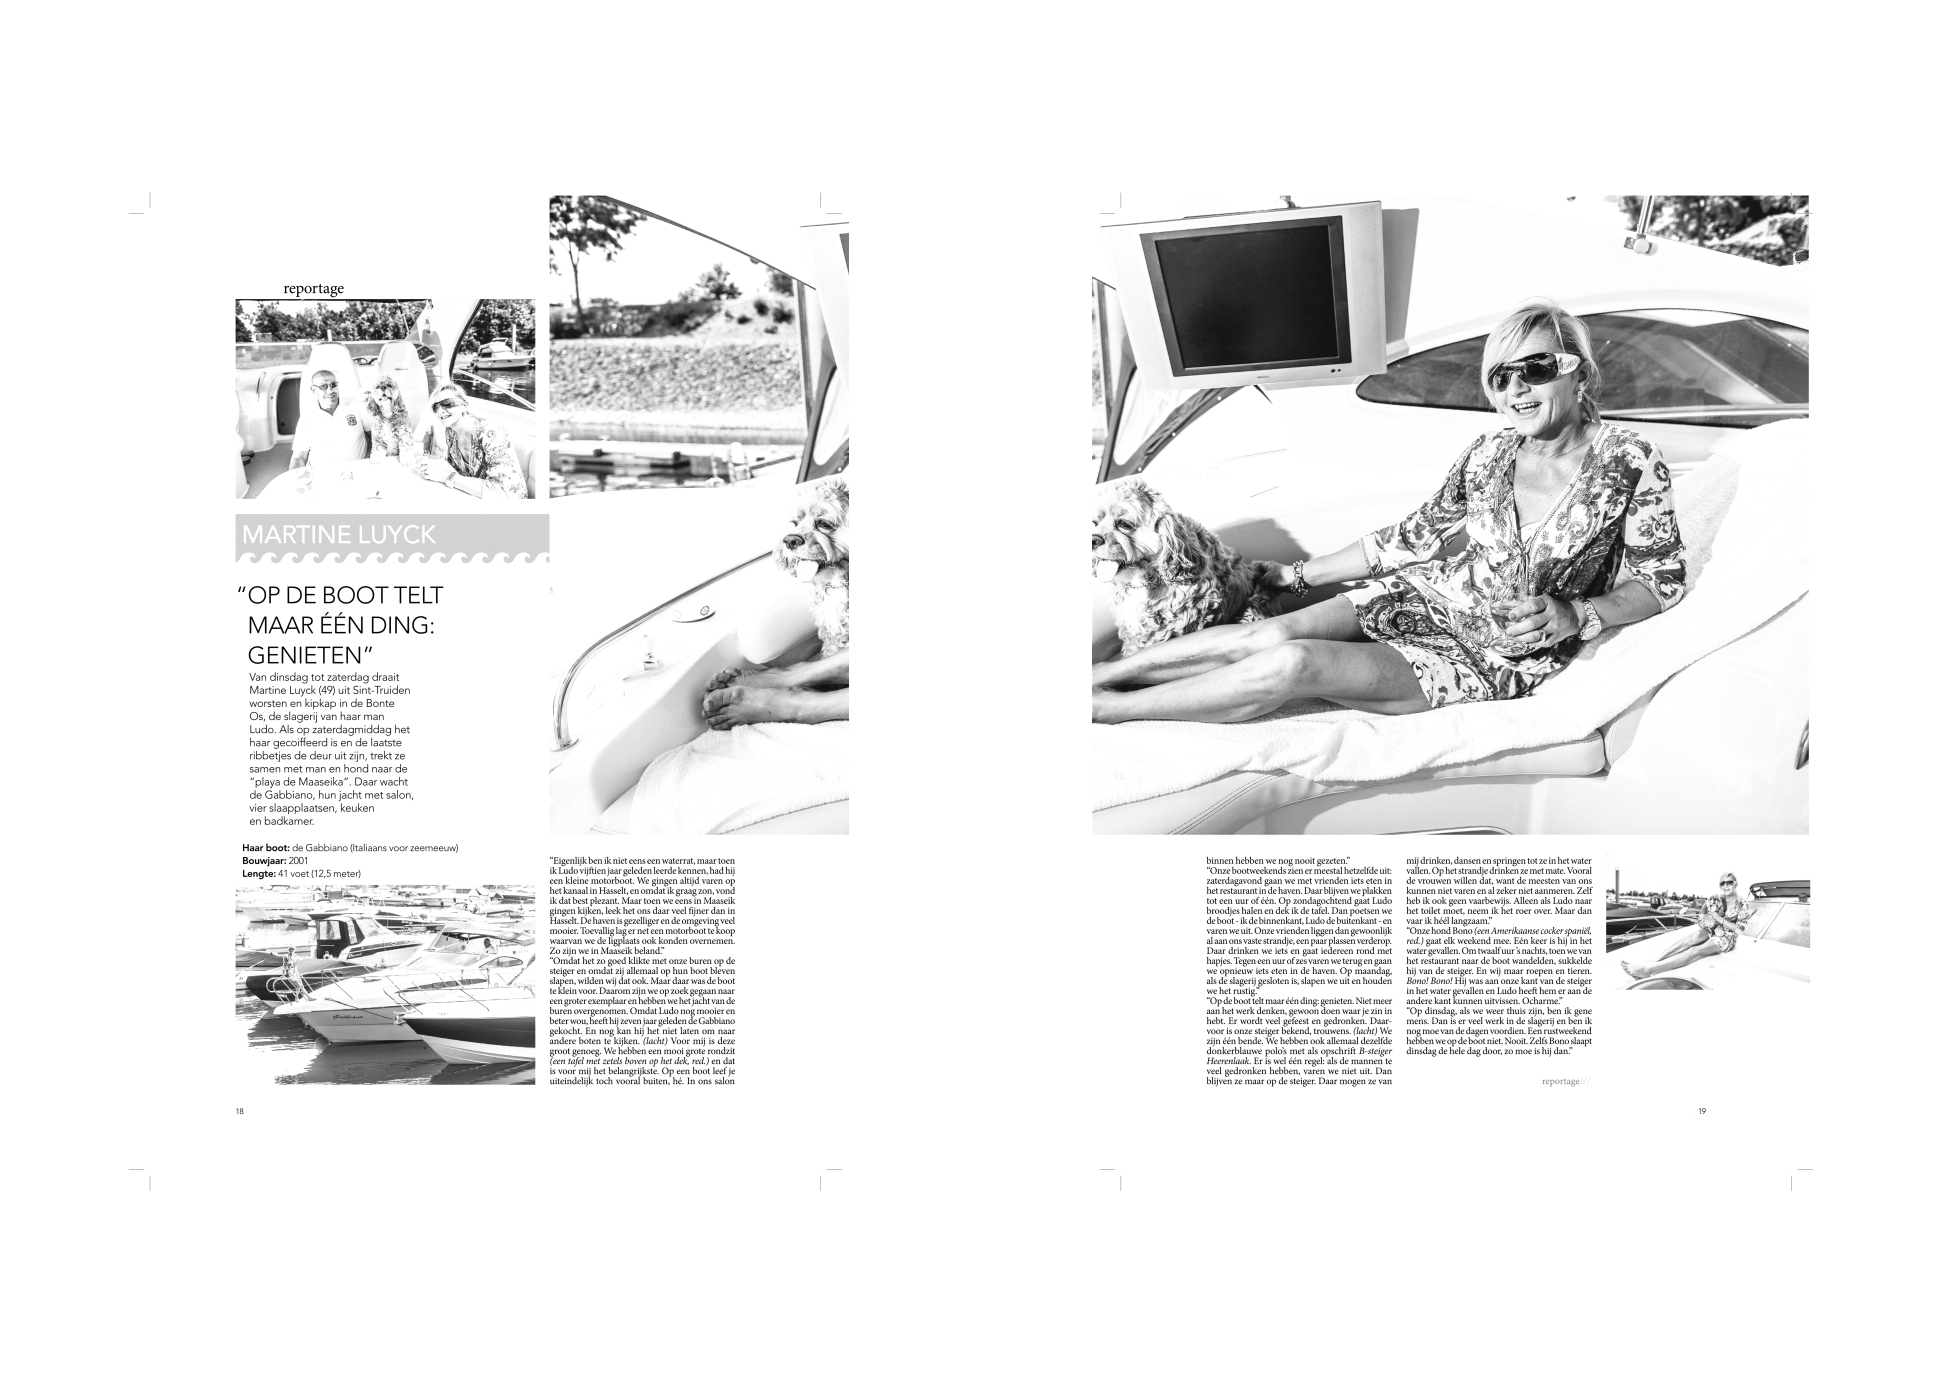 reportage
MARTINE LUYCK
“OP DE BOOT TELT
MAAR ÉÉN DING:
GENIETEN”
Van dinsdag tot zaterdag draait
Martine Luyck (49) uit Sint-Truiden
worsten en kipkap in de Bonte
Os, de slagerij van haar man
Ludo. Als op zaterdagmiddag het
haar gecoiffeerd is en de laatste
ribbetjes de deur uit zijn, trekt ze
samen met man en hond naar de
“playa de Maaseika”. Daar wacht
de Gabbiano, hun jacht met salon,
vier slaapplaatsen, keuken
en badkamer.
Haar boot: de Gabbiano (Italiaans voor zeemeeuw)
Bouwjaar: 2001
Lengte: 41 voet (12,5 meter)
Gabbiano
“Eigenlijk ben ik niet eens een waterrat, maar toen
ik Ludo vijftien jaar geleden leerde kennen, had hij
een kleine motorboot. We gingen altijd varen op
het kanaal in Hasselt, en omdat ik graag zon, vond
ik dat best plezant. Maar toen we eens in Maaseik
gingen kijken, leek het ons daar veel fijner dan in
Hasselt. De haven is gezelliger en de omgeving veel
mooier. Toevallig lag er net een motorboot te koop
waarvan we de ligplaats ook konden overnemen.
Zo zijn we in Maaseik beland.”
“Omdat het zo goed klikte met onze buren op de
steiger en omdat zij allemaal op hun boot bleven
slapen, wilden wij dat ook. Maar daar was de boot
te klein voor. Daarom zijn we op zoek gegaan naar
een groter exemplaar en hebben we het jacht van de
buren overgenomen. Omdat Ludo nog mooier en
beter wou, heeft hij zeven jaar geleden de Gabbiano
gekocht. En nog kan hij het niet laten om naar
andere boten te kijken. (lacht) Voor mij is deze
groot genoeg. We hebben een mooi grote rondzit
(een tafel met zetels boven op het dek, red.) en dat
is voor mij het belangrijkste. Op een boot leef je
uiteindelijk toch vooral buiten, hé. In ons salon
18
binnen hebben we nog nooit gezeten.”
“Onze bootweekends zien er meestal hetzelfde uit:
zaterdagavond gaan we met vrienden iets eten in
het restaurant in de haven. Daar blijven we plakken
tot een uur of één. Op zondagochtend gaat Ludo
broodjes halen en dek ik de tafel. Dan poetsen we
de boot - ik de binnenkant, Ludo de buitenkant - en
varen we uit. Onze vrienden liggen dan gewoonlijk
al aan ons vaste strandje, een paar plassen verderop.
Daar drinken we iets en gaat iedereen rond met
hapjes. Tegen een uur of zes varen we terug en gaan
we opnieuw iets eten in de haven. Op maandag,
als de slagerij gesloten is, slapen we uit en houden
we het rustig.”
“Op de boot telt maar één ding: genieten. Niet meer
aan het werk denken, gewoon doen waar je zin in
hebt. Er wordt veel gefeest en gedronken. Daar-
voor is onze steiger bekend, trouwens. (lacht) We
zijn één bende. We hebben ook allemaal dezelfde
donkerblauwe polo’s met als opschrift B-steiger
Heerenlaak. Er is wel één regel: als de mannen te
veel gedronken hebben, varen we niet uit. Dan
blijven ze maar op de steiger. Daar mogen ze van
mij drinken, dansen en springen tot ze in het water
vallen. Op het strandje drinken ze met mate. Vooral
de vrouwen willen dat, want de meesten van ons
kunnen niet varen en al zeker niet aanmeren. Zelf
heb ik ook geen vaarbewijs. Alleen als Ludo naar
het toilet moet, neem ik het roer over. Maar dan
vaar ik héél langzaam.”
“Onze hond Bono (een Amerikaanse cocker spaniël,
red.) gaat elk weekend mee. Eén keer is hij in het
water gevallen. Om twaalf uur ’s nachts, toen we van
het restaurant naar de boot wandelden, sukkelde
hij van de steiger. En wij maar roepen en tieren.
Bono! Bono! Hij was aan onze kant van de steiger
in het water gevallen en Ludo heeft hem er aan de
andere kant kunnen uitvissen. Ocharme.”
“Op dinsdag, als we weer thuis zijn, ben ik gene
mens. Dan is er veel werk in de slagerij en ben ik
nog moe van de dagen voordien. Een rustweekend
hebben we op de boot niet. Nooit. Zelfs Bono slaapt
dinsdag de hele dag door, zo moe is hij dan.”
reportage///
19